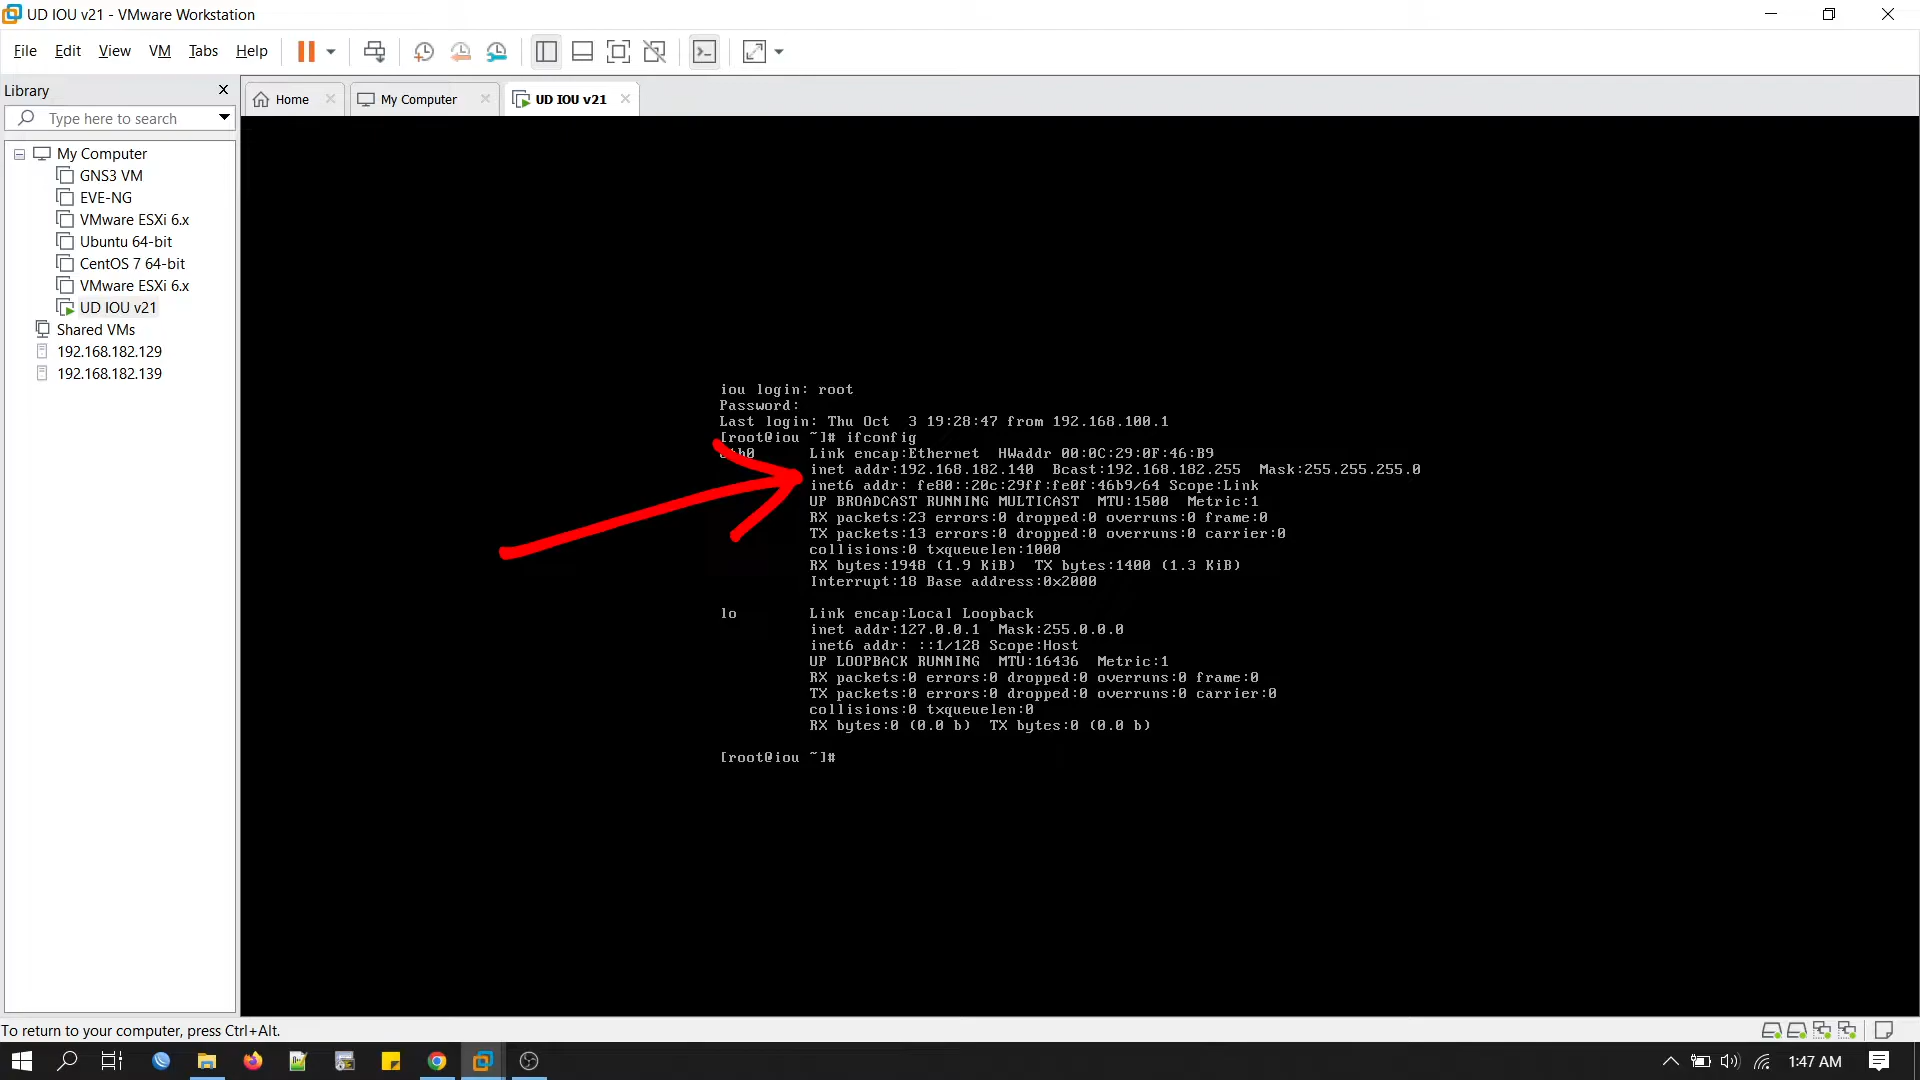 UD IOU v21 - VMware Workstation
File Edit View VM Tabs Help
Library
Home
My Computer
UD IOU v21
Type here to search
My Computer
GNS3 VM
EVE-NG
VMware ESXi 6.x
Ubuntu 64-bit
CentOS 7 64-bit
VMware ESXi 6.x
UD IOU v21
Shared VMs
192.168.182.129
192.168.182.139
iou login: root
Password:
Last login: Thu Oct  3 19:28:47 from 192.168.100.1
[root@iou ~]# ifconfig
eth0      Link encap:Ethernet  HWaddr 00:0C:29:0F:46:B9
inet addr:192.168.182.140  Bcast:192.168.182.255  Mask:255.255.255.0
inet6 addr: fe80::20c:29ff:fe0f:46b9/64 Scope:Link
UP BROADCAST RUNNING MULTICAST  MTU:1500  Metric:1
RX packets:23 errors:0 dropped:0 overruns:0 frame:0
TX packets:13 errors:0 dropped:0 overruns:0 carrier:0
collisions:0 txqueuelen:1000
RX bytes:1948 (1.9 KiB)  TX bytes:1400 (1.3 KiB)
Interrupt:18 Base address:0x2000
lo        Link encap:Local Loopback
inet addr:127.0.0.1  Mask:255.0.0.0
inet6 addr: ::1/128 Scope:Host
UP LOOPBACK RUNNING  MTU:16436  Metric:1
RX packets:0 errors:0 dropped:0 overruns:0 frame:0
TX packets:0 errors:0 dropped:0 overruns:0 carrier:0
collisions:0 txqueuelen:0
RX bytes:0 (0.0 b)  TX bytes:0 (0.0 b)
[root@iou ~]#
To return to your computer, press Ctrl+Alt.
1:47 AM